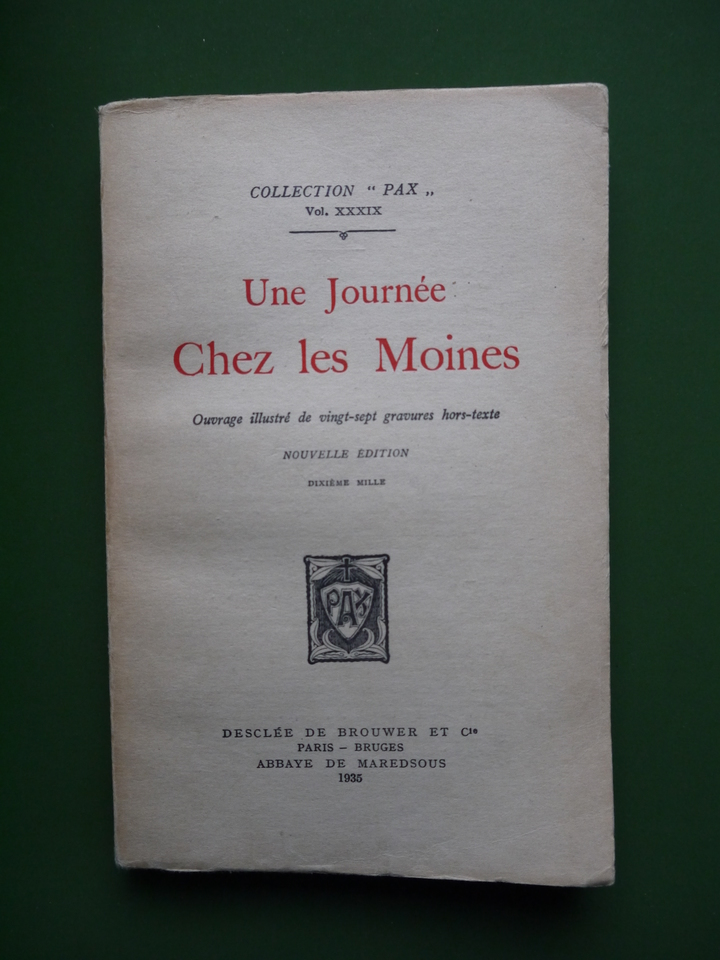 COLLECTION “ PAX „
Vol. XXXIX
Une Journée
Chez les Moines
Ouvrage illustré de vingt-sept gravures hors-texte
NOUVELLE ÉDITION
DIXIÈME MILLE
PAX
DESCLÉE DE BROUWER ET Cie
PARIS – BRUGES
ABBAYE DE MAREDSOUS
1935